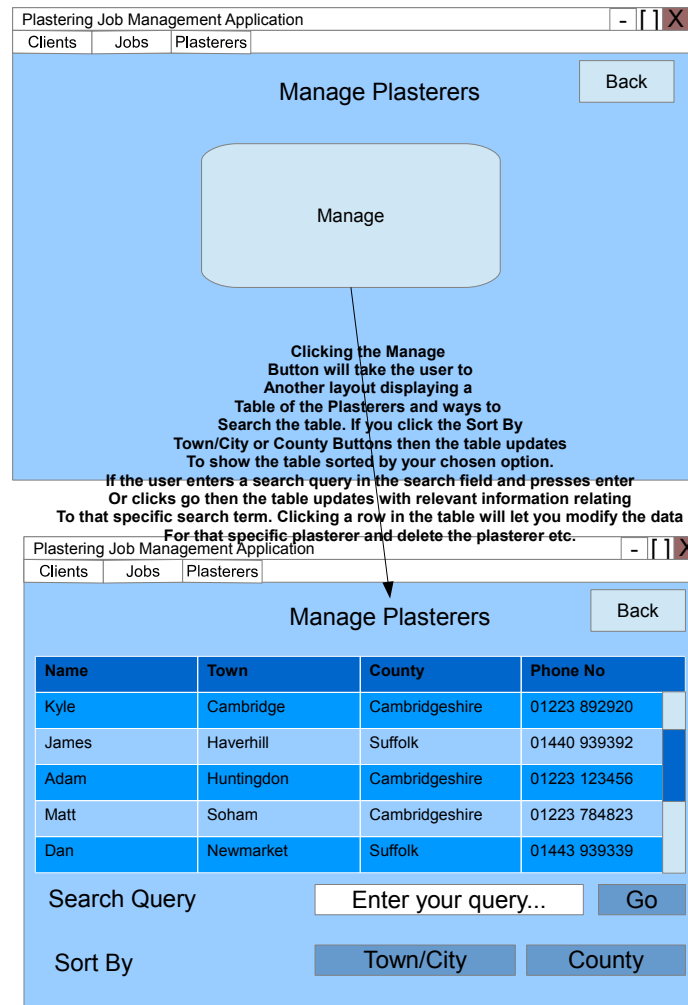 Plastering Job Management Application - [ ] X
Clients Jobs Plasterers
Manage Plasterers Back
Manage
Clicking the Manage
Button will take the user to
Another layout displaying a
Table of the Plasterers and ways to
Search the table. If you click the Sort By
Town/City or County Buttons then the table updates
To show the table sorted by your chosen option.
If the user enters a search query in the search field and presses enter
Or clicks go then the table updates with relevant information relating
To that specific search term. Clicking a row in the table will let you modify the data
For that specific plasterer and delete the plasterer etc.
Plastering Job Management Application - [ ] X
Clients Jobs Plasterers
Manage Plasterers Back
Name Town County Phone No
Kyle Cambridge Cambridgeshire 01223 892920
James Haverhill Suffolk 01440 939392
Adam Huntingdon Cambridgeshire 01223 123456
Matt Soham Cambridgeshire 01223 784823
Dan Newmarket Suffolk 01443 939339
Search Query Enter your query... Go
Sort By Town/City County